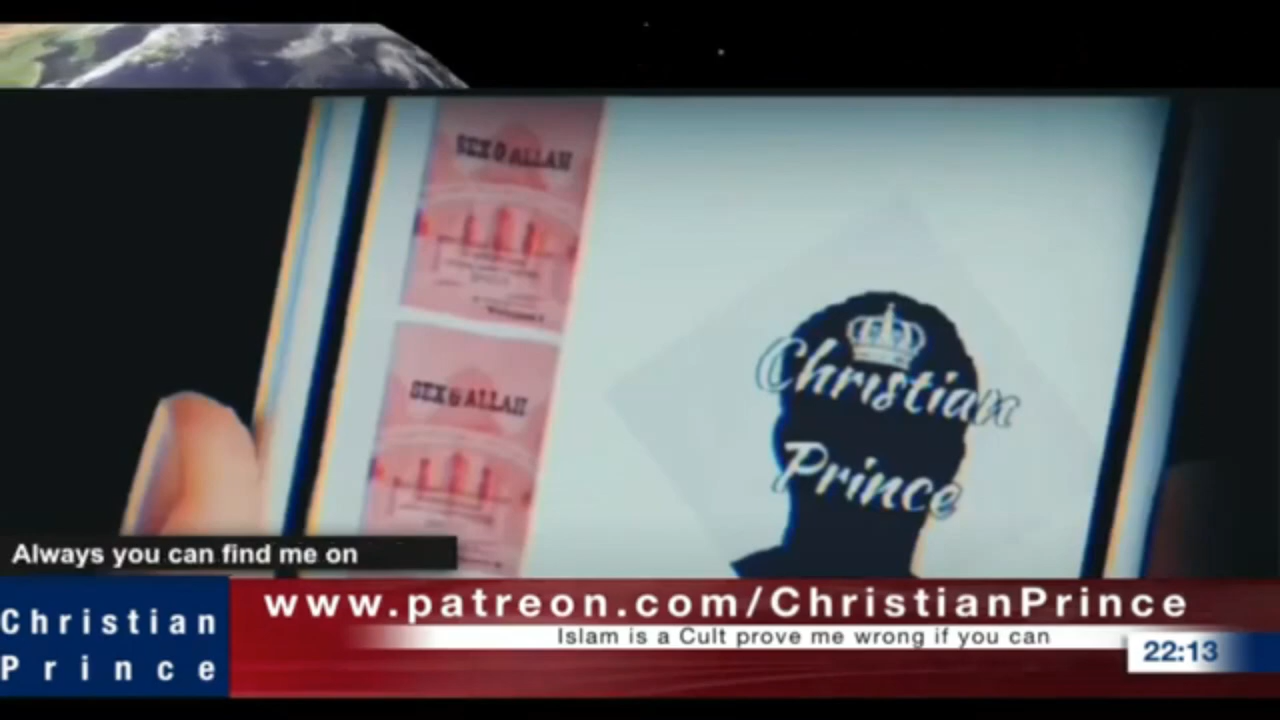 SEX & ALLAH
SEX & ALLAH
Christian
Prince
Always you can find me on
Christian
Prince
www.patreon.com/ChristianPrince
Islam is a Cult prove me wrong if you can
22:13